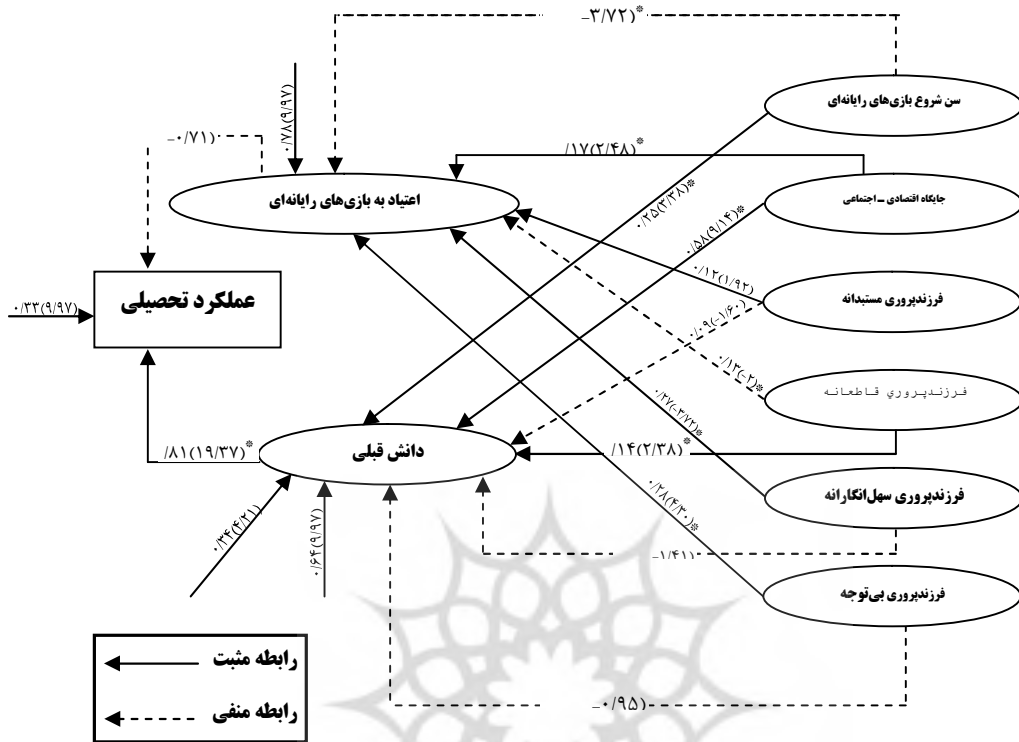 -۳/۷۲)*
سن شروع بازی‌های رایانه‌ای
۰/۷۸(۹/۹۷)
-۰/۷۱)
/۱۷(۲/۴۸)*
اعتیاد به بازی‌های رایانه‌ای
جایگاه اقتصادی – اجتماعی
۰/۲۵(۳/۳۸)*
۰/۵۸(۹/۱۴)*
۰/۱۲(۱/۹۲)
فرزندپروری مستبدانه
عملکرد تحصیلی
۰/۳۳(۹/۹۷)
۰/۰۹(-۱/۶۰)
۰/۱۳(-۲)*
فرزندپروري قاطعانه
۰/۲۷(-۳/۷۲)*
/۱۴(۲/۳۸)*
/۸۱(۱۹/۳۷)*
دانش قبلی
فرزندپروری سهل‌انگارانه
۰/۲۸(۴/۳۰)*
۰/۳۴(۴/۲۱)
۰/۶۴(۹/۹۷)
-۱/۴۱)
فرزندپروری بی‌توجه
رابطه مثبت
رابطه منفی
-۰/۹۵)